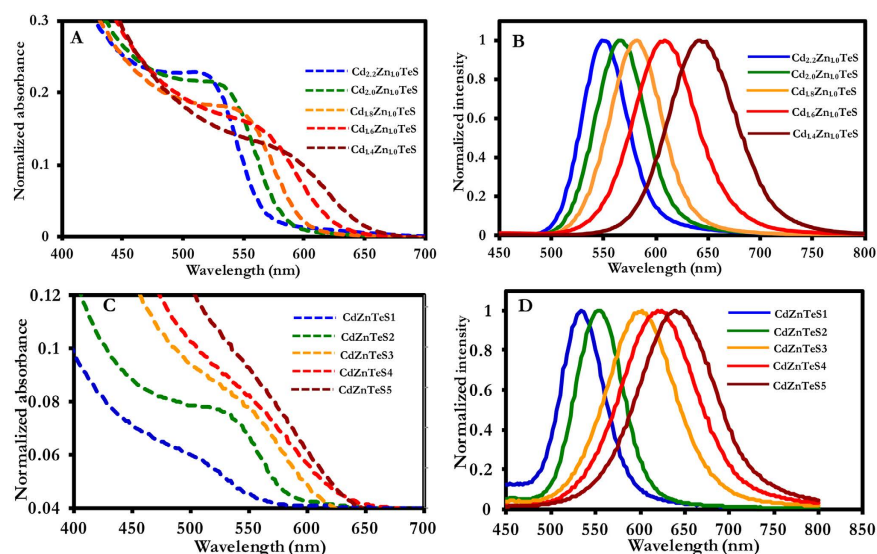 A
Normalized absorbance
0.3
0.2
0.1
0
400 450 500 550 600 650 700
Wavelength (nm)
Cd2.2Zn1.0TeS
Cd2.0Zn1.0TeS
Cd1.8Zn1.0TeS
Cd1.6Zn1.0TeS
Cd1.4Zn1.0TeS
B
Normalized intensity
1
0.8
0.6
0.4
0.2
0
450 500 550 600 650 700 750 800
Wavelength (nm)
Cd2.2Zn1.0TeS
Cd2.0Zn1.0TeS
Cd1.8Zn1.0TeS
Cd1.6Zn1.0TeS
Cd1.4Zn1.0TeS
C
Normalized absorbance
0.12
0.1
0.08
0.06
0.04
400 450 500 550 600 650 700
Wavelength (nm)
CdZnTeS1
CdZnTeS2
CdZnTeS3
CdZnTeS4
CdZnTeS5
D
Normalized intensity
1
0.8
0.6
0.4
0.2
0
450 500 550 600 650 700 750 800 850
Wavelength (nm)
CdZnTeS1
CdZnTeS2
CdZnTeS3
CdZnTeS4
CdZnTeS5